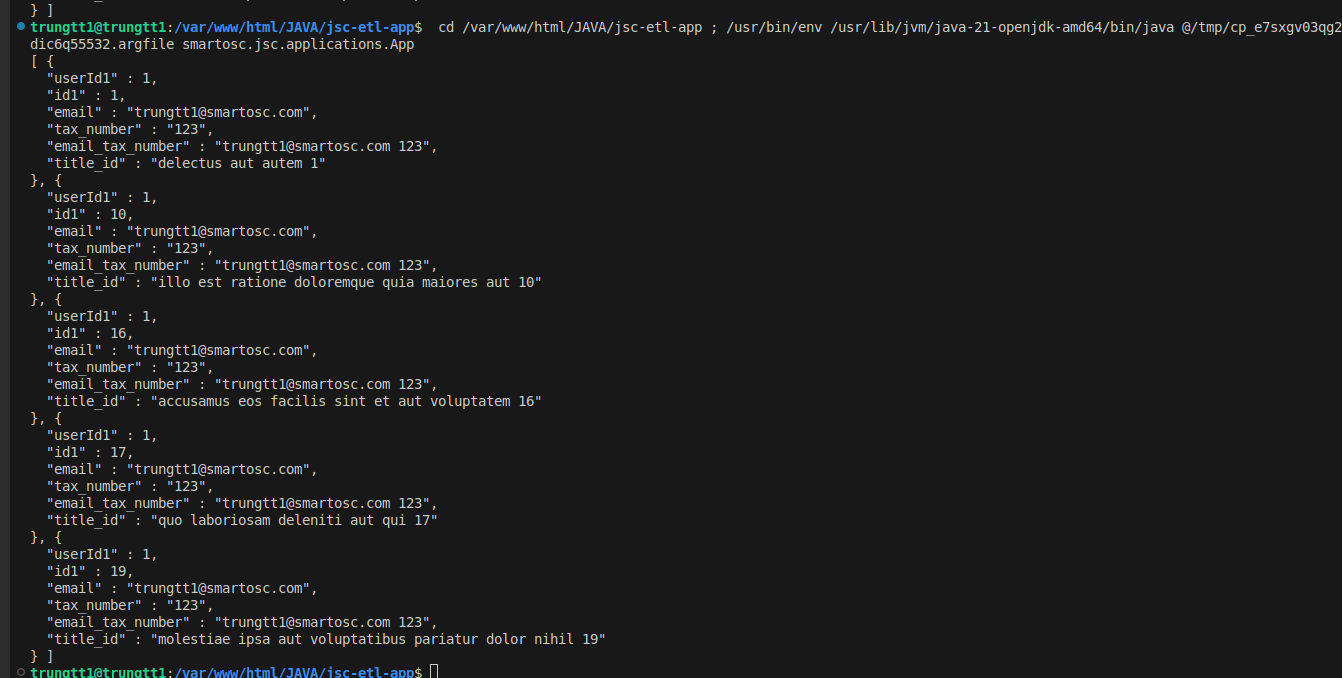 } ]
trungtt1@trungtt1:/var/www/html/JAVA/jsc-etl-app$  cd /var/www/html/JAVA/jsc-etl-app ; /usr/bin/env /usr/lib/jvm/java-21-openjdk-amd64/bin/java @/tmp/cp_e7sxgv03qg2
dic6q55532.argfile smartosc.jsc.applications.App
[ {
  "userId1" : 1,
  "id1" : 1,
  "email" : "trungtt1@smartosc.com",
  "tax_number" : "123",
  "email_tax_number" : "trungtt1@smartosc.com 123",
  "title_id" : "delectus aut autem 1"
}, {
  "userId1" : 1,
  "id1" : 10,
  "email" : "trungtt1@smartosc.com",
  "tax_number" : "123",
  "email_tax_number" : "trungtt1@smartosc.com 123",
  "title_id" : "illo est ratione doloremque quia maiores aut 10"
}, {
  "userId1" : 1,
  "id1" : 16,
  "email" : "trungtt1@smartosc.com",
  "tax_number" : "123",
  "email_tax_number" : "trungtt1@smartosc.com 123",
  "title_id" : "accusamus eos facilis sint et aut voluptatem 16"
}, {
  "userId1" : 1,
  "id1" : 17,
  "email" : "trungtt1@smartosc.com",
  "tax_number" : "123",
  "email_tax_number" : "trungtt1@smartosc.com 123",
  "title_id" : "quo laboriosam deleniti aut qui 17"
}, {
  "userId1" : 1,
  "id1" : 19,
  "email" : "trungtt1@smartosc.com",
  "tax_number" : "123",
  "email_tax_number" : "trungtt1@smartosc.com 123",
  "title_id" : "molestiae ipsa aut voluptatibus pariatur dolor nihil 19"
} ]
trungtt1@trungtt1:/var/www/html/JAVA/jsc-etl-app$